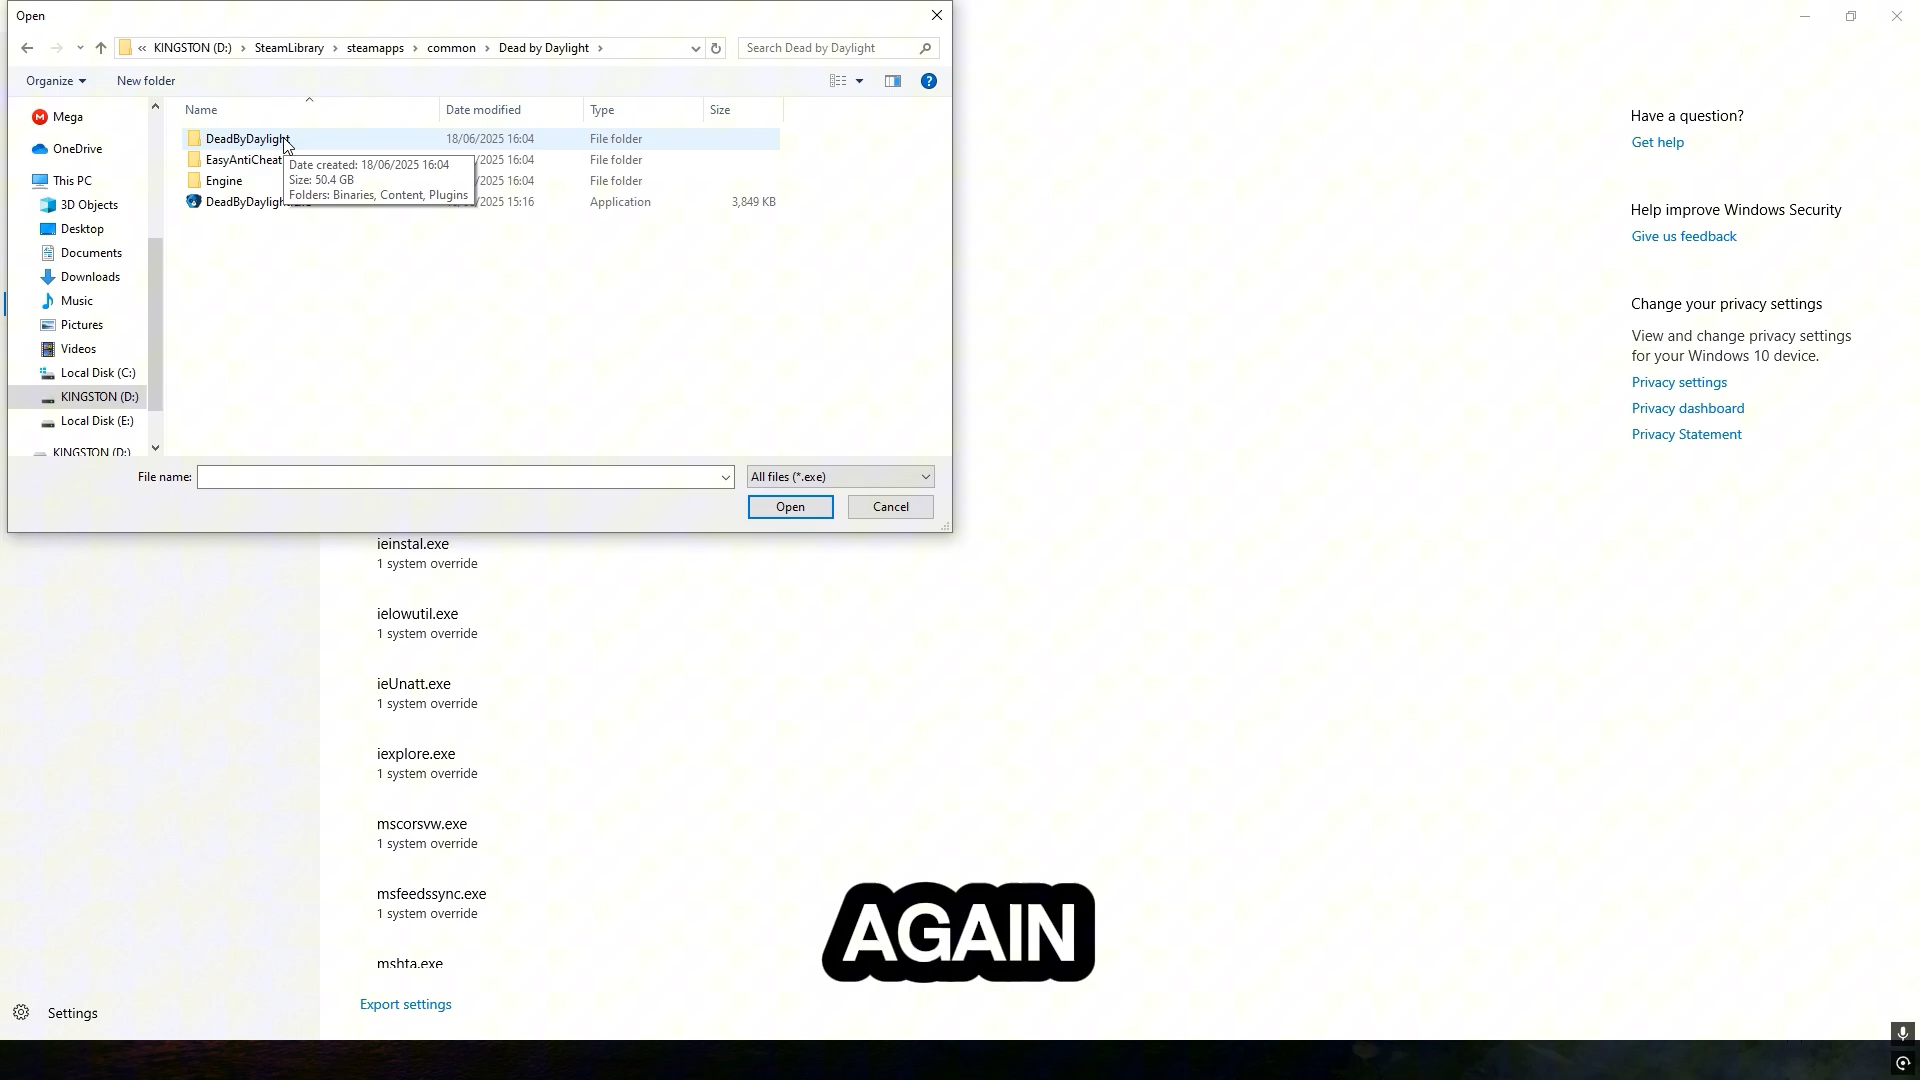 Open
« KINGSTON (D:) › SteamLibrary › steamapps › common › Dead by Daylight ›
Search Dead by Daylight
Organize
New folder
Name
Date modified
Type
Size
Mega
OneDrive
This PC
3D Objects
Desktop
Documents
Downloads
Music
Pictures
Videos
Local Disk (C:)
KINGSTON (D:)
Local Disk (E:)
KINGSTON (D:)
DeadByDaylight 18/06/2025 16:04 File folder
EasyAntiCheat /2025 16:04 File folder
Engine /2025 16:04 File folder
DeadByDaylight /2025 15:16 Application 3,849 KB
Date created: 18/06/2025 16:04
Size: 50.4 GB
Folders: Binaries, Content, Plugins
File name:
All files (*.exe)
Open
Cancel
ieinstal.exe
1 system override
ielowutil.exe
1 system override
ieUnatt.exe
1 system override
iexplore.exe
1 system override
mscorsvw.exe
1 system override
msfeedssync.exe
1 system override
mshta.exe
Export settings
Settings
Have a question?
Get help
Help improve Windows Security
Give us feedback
Change your privacy settings
View and change privacy settings
for your Windows 10 device.
Privacy settings
Privacy dashboard
Privacy Statement
AGAIN